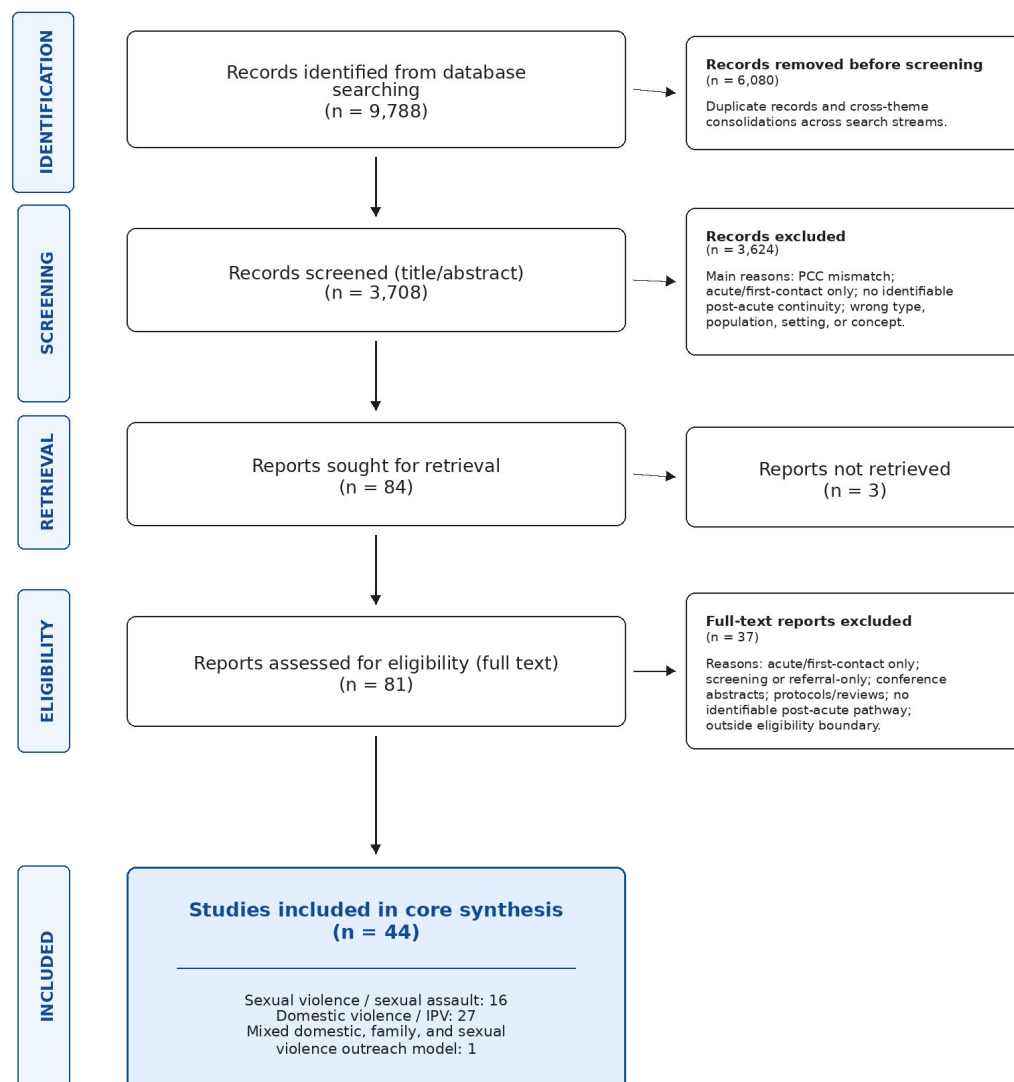 IDENTIFICATION
Records identified from database
searching
(n = 9,788)
Records removed before screening
(n = 6,080)
Duplicate records and cross-theme
consolidations across search streams.
SCREENING
Records screened (title/abstract)
(n = 3,708)
Records excluded
(n = 3,624)
Main reasons: PCC mismatch;
acute/first-contact only; no identifiable
post-acute continuity; wrong type,
population, setting, or concept.
RETRIEVAL
Reports sought for retrieval
(n = 84)
Reports not retrieved
(n = 3)
ELIGIBILITY
Reports assessed for eligibility (full text)
(n = 81)
Full-text reports excluded
(n = 37)
Reasons: acute/first-contact only;
screening or referral-only; conference
abstracts; protocols/reviews; no
identifiable post-acute pathway;
outside eligibility boundary.
INCLUDED
Studies included in core synthesis
(n = 44)
Sexual violence / sexual assault: 16
Domestic violence / IPV: 27
Mixed domestic, family, and sexual
violence outreach model: 1